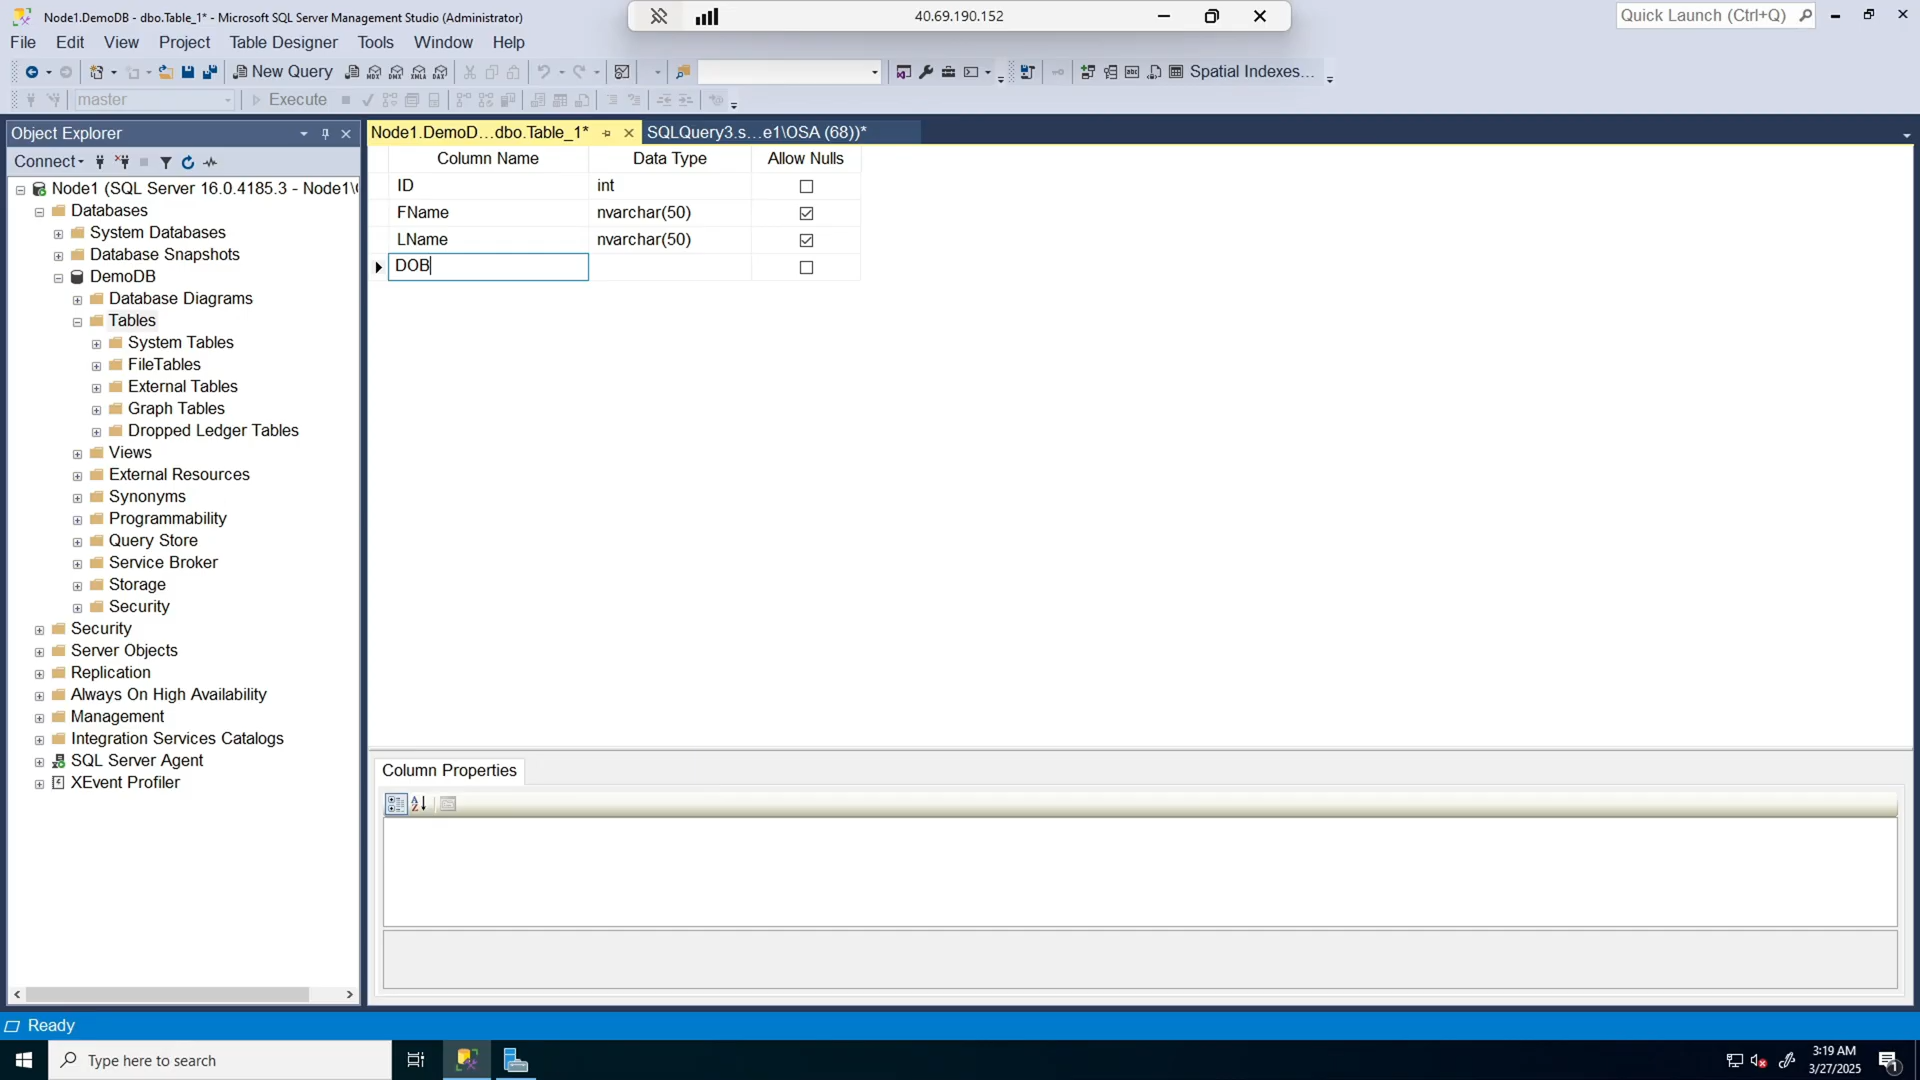 Node1.DemoDB - dbo.Table_1* - Microsoft SQL Server Management Studio (Administrator)
40.69.190.152
Quick Launch (Ctrl+Q)
File Edit View Project Table Designer Tools Window Help
New Query
Spatial Indexes...
master
Execute
Object Explorer
Node1.DemoD...dbo.Table_1*
SQLQuery3.s...e1\OSA (68))*
Connect
Column Name Data Type Allow Nulls
ID int
FName nvarchar(50)
LName nvarchar(50)
DOB
Node1 (SQL Server 16.0.4185.3 - Node1\
Databases
System Databases
Database Snapshots
DemoDB
Database Diagrams
Tables
System Tables
FileTables
External Tables
Graph Tables
Dropped Ledger Tables
Views
External Resources
Synonyms
Programmability
Query Store
Service Broker
Storage
Security
Security
Server Objects
Replication
Always On High Availability
Management
Integration Services Catalogs
SQL Server Agent
XEvent Profiler
Column Properties
Ready
Type here to search
3:19 AM
3/27/2025
1